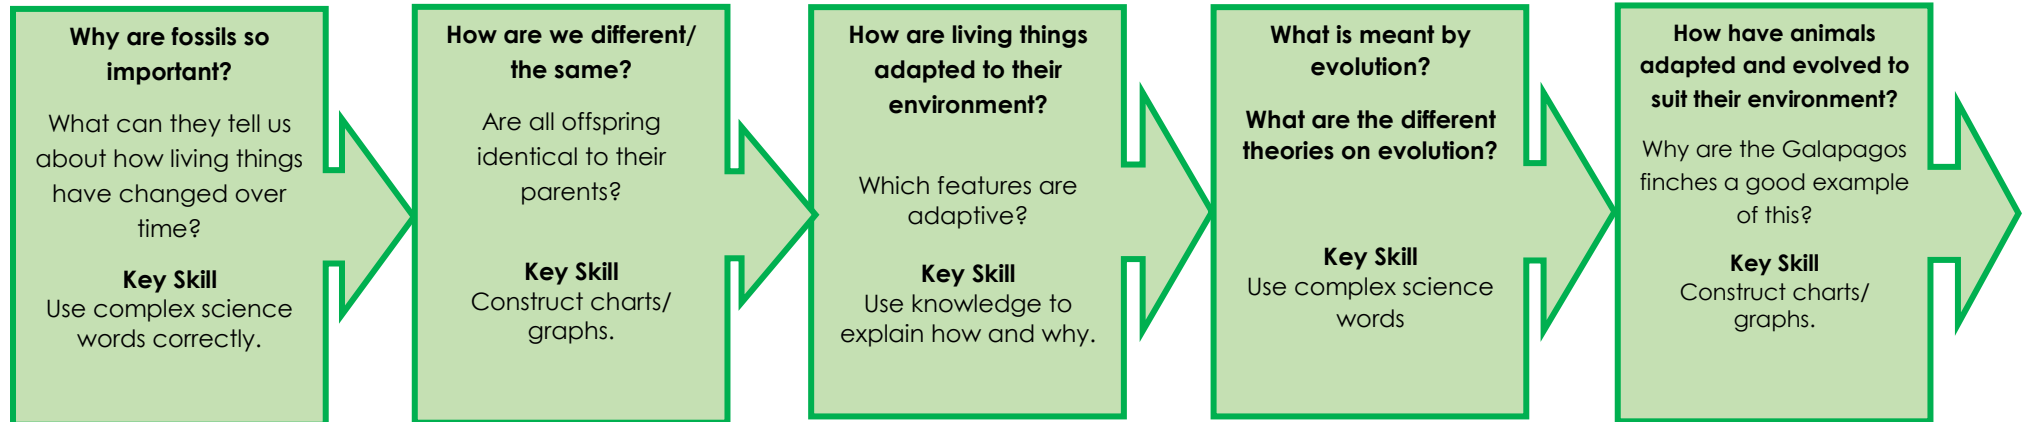 Why are fossils so
important?
What can they tell us
about how living things
have changed over
time?
Key Skill
Use complex science
words correctly.
How are we different/
the same?
Are all offspring
identical to their
parents?
Key Skill
Construct charts/
graphs.
How are living things
adapted to their
environment?
Which features are
adaptive?
Key Skill
Use knowledge to
explain how and why.
What is meant by
evolution?
What are the different
theories on evolution?
Key Skill
Use complex science
words
How have animals
adapted and evolved to
suit their environment?
Why are the Galapagos
finches a good example
of this?
Key Skill
Construct charts/
graphs.